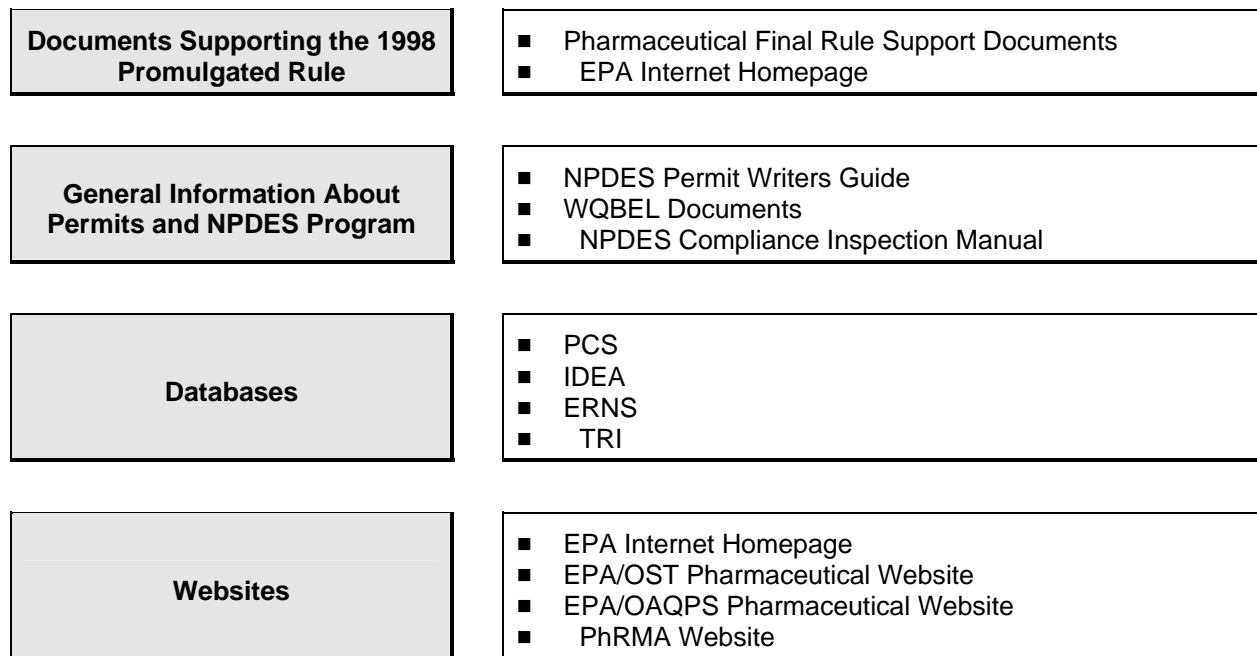 Documents Supporting the 1998
Promulgated Rule
■ Pharmaceutical Final Rule Support Documents
■ EPA Internet Homepage
General Information About
Permits and NPDES Program
■ NPDES Permit Writers Guide
■ WQBEL Documents
■ NPDES Compliance Inspection Manual
Databases
■ PCS
■ IDEA
■ ERNS
■ TRI
Websites
■ EPA Internet Homepage
■ EPA/OST Pharmaceutical Website
■ EPA/OAQPS Pharmaceutical Website
■ PhRMA Website